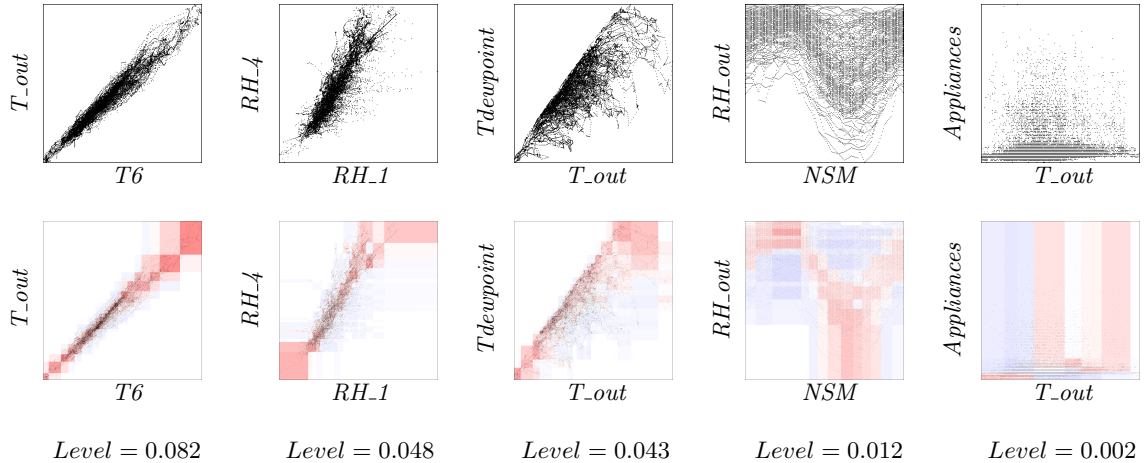 T_out
T6
RH_4
RH_1
Tdewpoint
T_out
RH_out
NSM
Appliances
T_out
T_out
T6
RH_4
RH_1
Tdewpoint
T_out
RH_out
NSM
Appliances
T_out
Level = 0.082
Level = 0.048
Level = 0.043
Level = 0.012
Level = 0.002